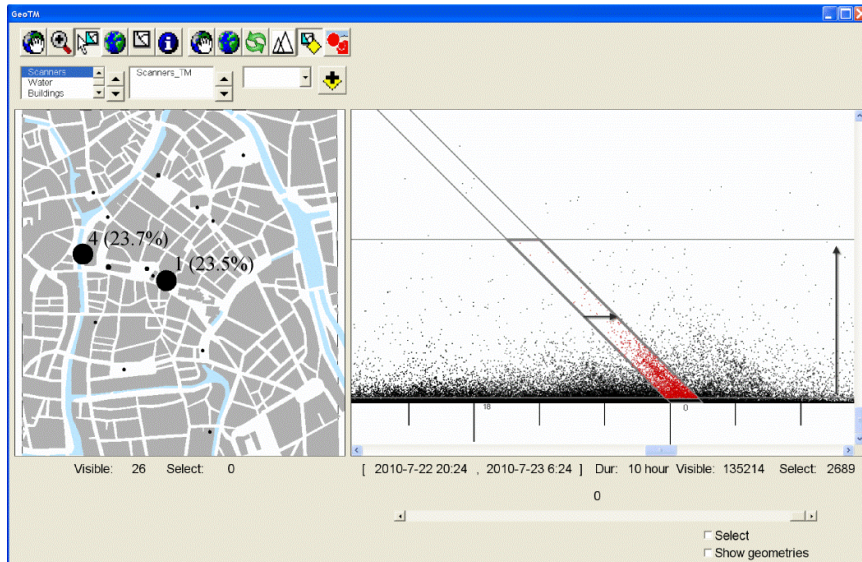 GeoTM
Scanners
Water
Buildings
Scanners_TM
4 (23.7%)
1 (23.5%)
18
0
Visible: 26 Select: 0
[ 2010-7-22 20:24 , 2010-7-23 6:24 ] Dur: 10 hour Visible: 135214 Select: 2689
0
Select
Show geometries